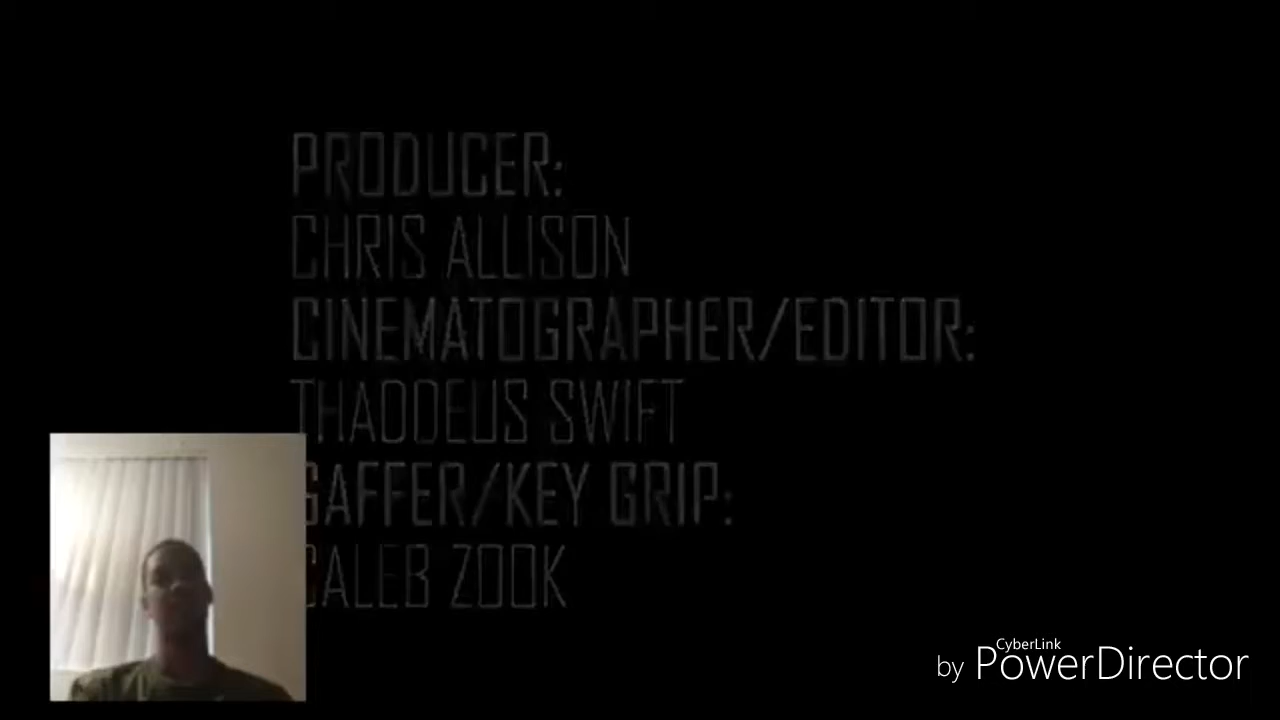 PRODUCER:
CHRIS ALLISON
CINEMATOGRAPHER/EDITOR:
THADDEUS SWIFT
GAFFER/KEY GRIP:
CALEB ZOOK
CyberLink
by PowerDirector